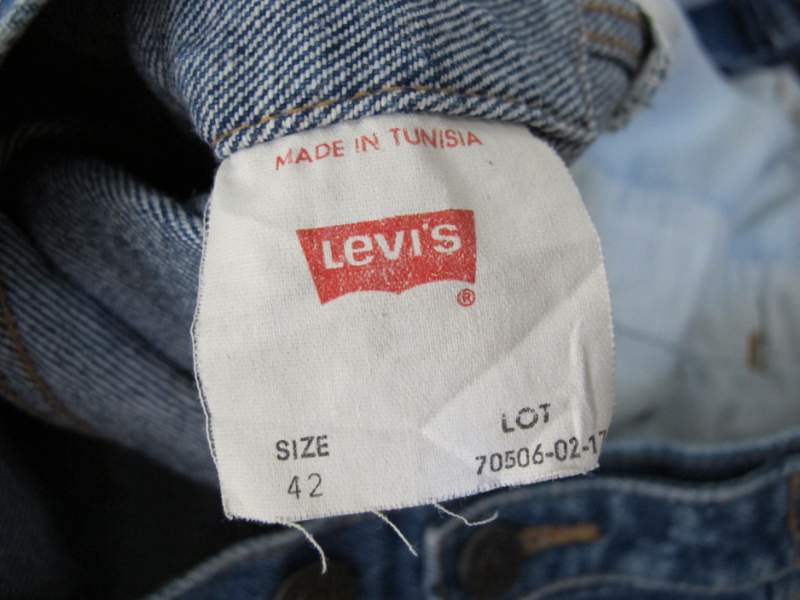 MADE IN TUNISIA
LEVI'S
®
SIZE
42
LOT
70506-02-17